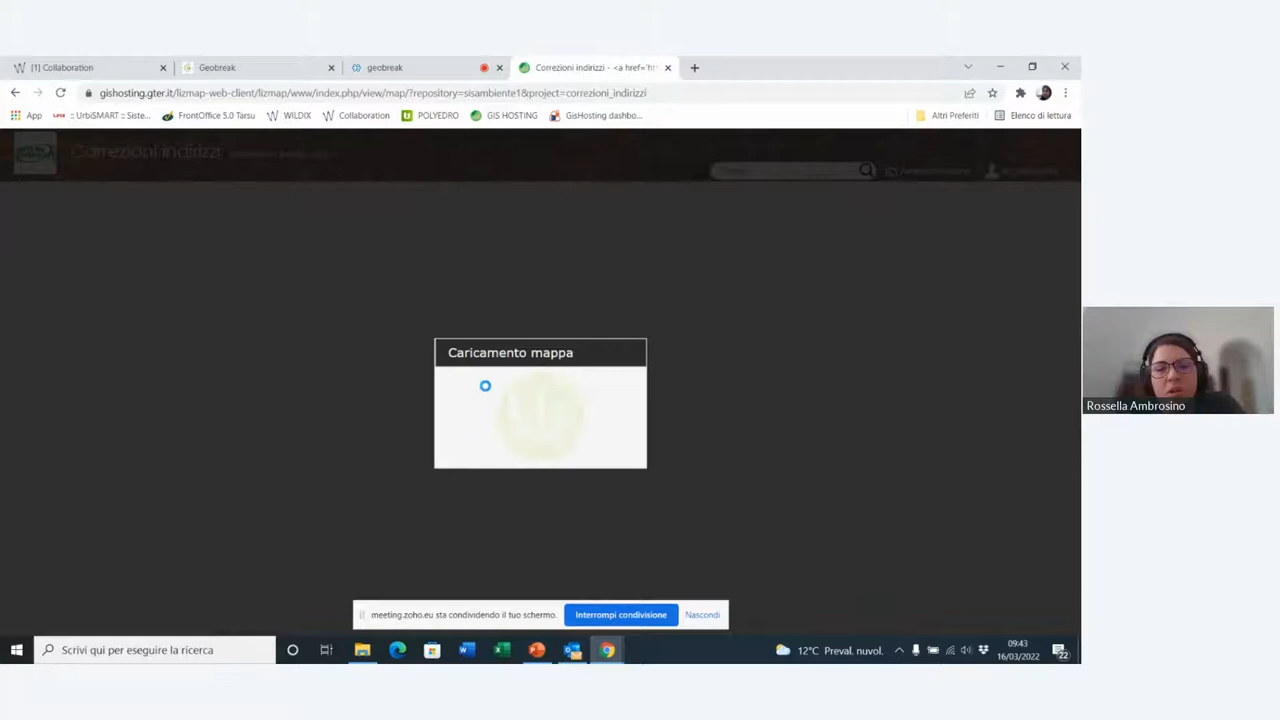 [1] Collaboration
Geobreak
geobreak
Correzioni indirizzi - <a href="ht
gishosting.gter.it/lizmap-web-client/lizmap/www/index.php/view/map/?repository=sisambiente1&project=correzioni_indirizzi
App
:: UrbiSMART :: Siste...
FrontOffice 5.0 Tarsu
WILDIX
Collaboration
POLYEDRO
GIS HOSTING
GisHosting dashbo...
Altri Preferiti
Elenco di lettura
Correzioni indirizzi
Caricamento mappa
Rossella Ambrosino
meeting.zoho.eu sta condividendo il tuo schermo.
Interrompi condivisione
Nascondi
Scrivi qui per eseguire la ricerca
12°C Preval. nuvol.
09:43
16/03/2022
22